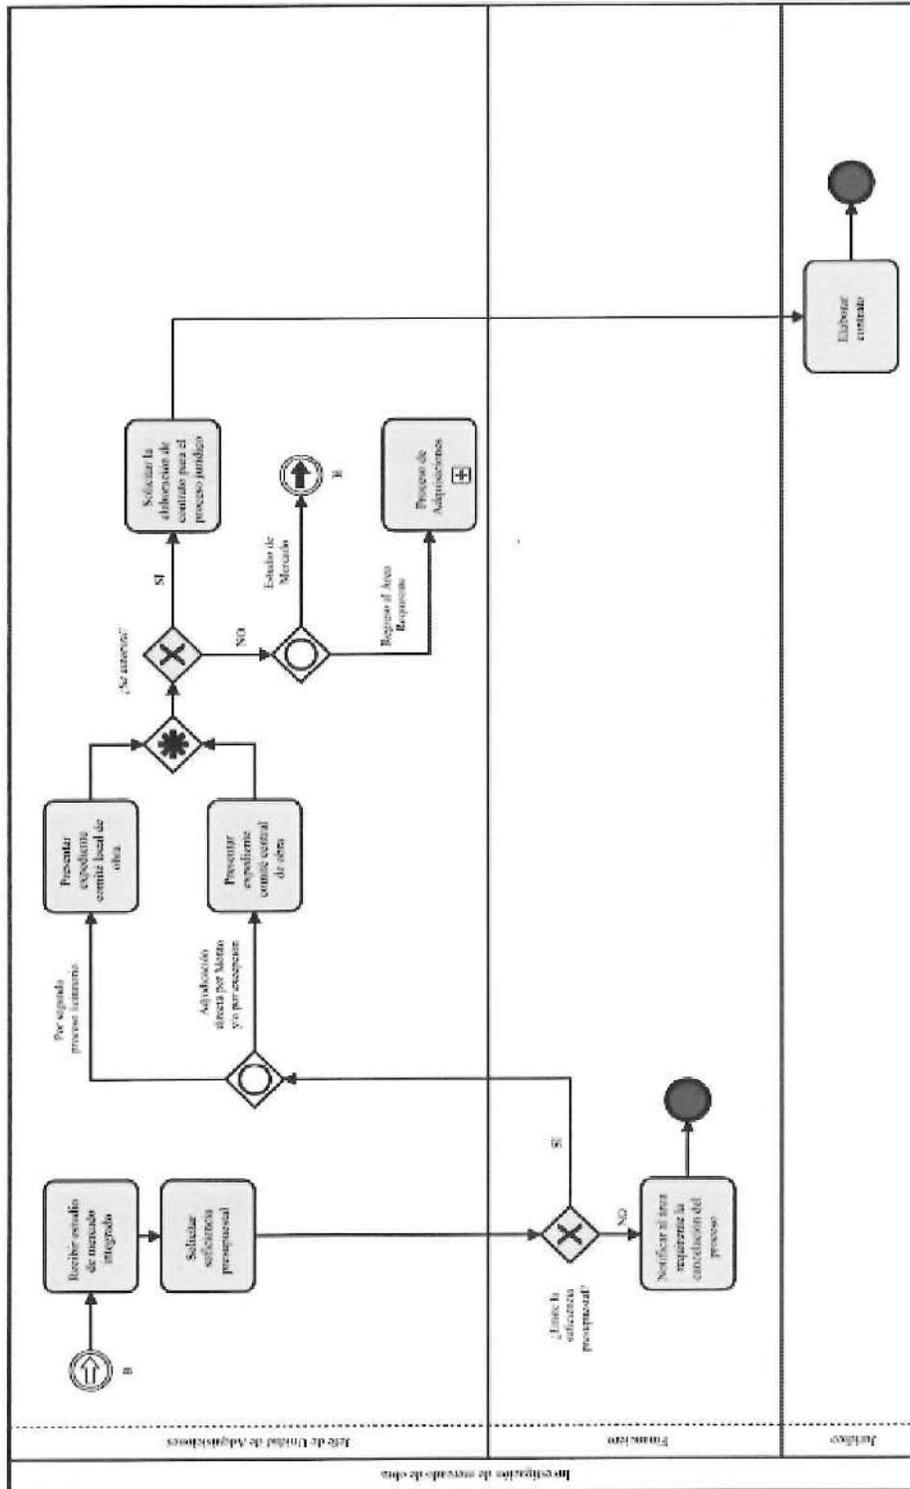 Investigación de mercado de obra
Jefe de Unidad de Adquisiciones
Financiero
Jurídico
B
Recibir estudio
de mercado
integrado
Solicitar
suficiencia
presupuestal
¿Emite la
suficiencia
presupuestal?
NO
SI
Notificar al área
requirente la
cancelación del
proceso
Por segundo
proceso licitatorio
Adjudicación
directa por Monto
y/o por excepción
Presentar
expediente
comité local de
obra
Presentar
expediente
comité central
de obra
¿Se autoriza?
SI
NO
Solicitar la
elaboración de
contrato para el
proceso jurídico
Estudio de
Mercado
Regreso al Area
Requirente
Proceso de
Adquisiciones
Elaborar
contrato